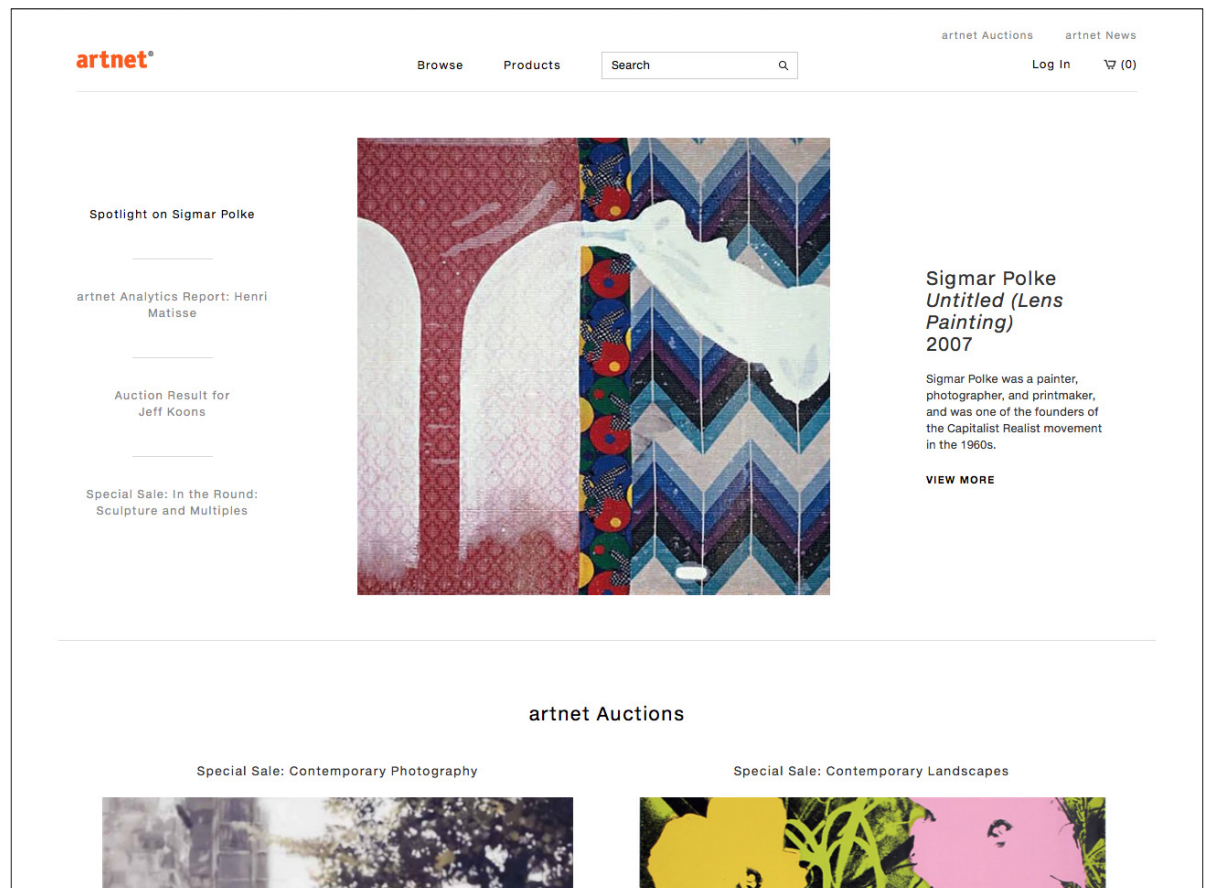 artnet Auctions artnet News
artnet®
Browse Products Search Log In (0)
Spotlight on Sigmar Polke
artnet Analytics Report: Henri
Matisse
Auction Result for
Jeff Koons
Special Sale: In the Round:
Sculpture and Multiples
Sigmar Polke
Untitled (Lens
Painting)
2007
Sigmar Polke was a painter,
photographer, and printmaker,
and was one of the founders of
the Capitalist Realist movement
in the 1960s.
VIEW MORE
artnet Auctions
Special Sale: Contemporary Photography
Special Sale: Contemporary Landscapes